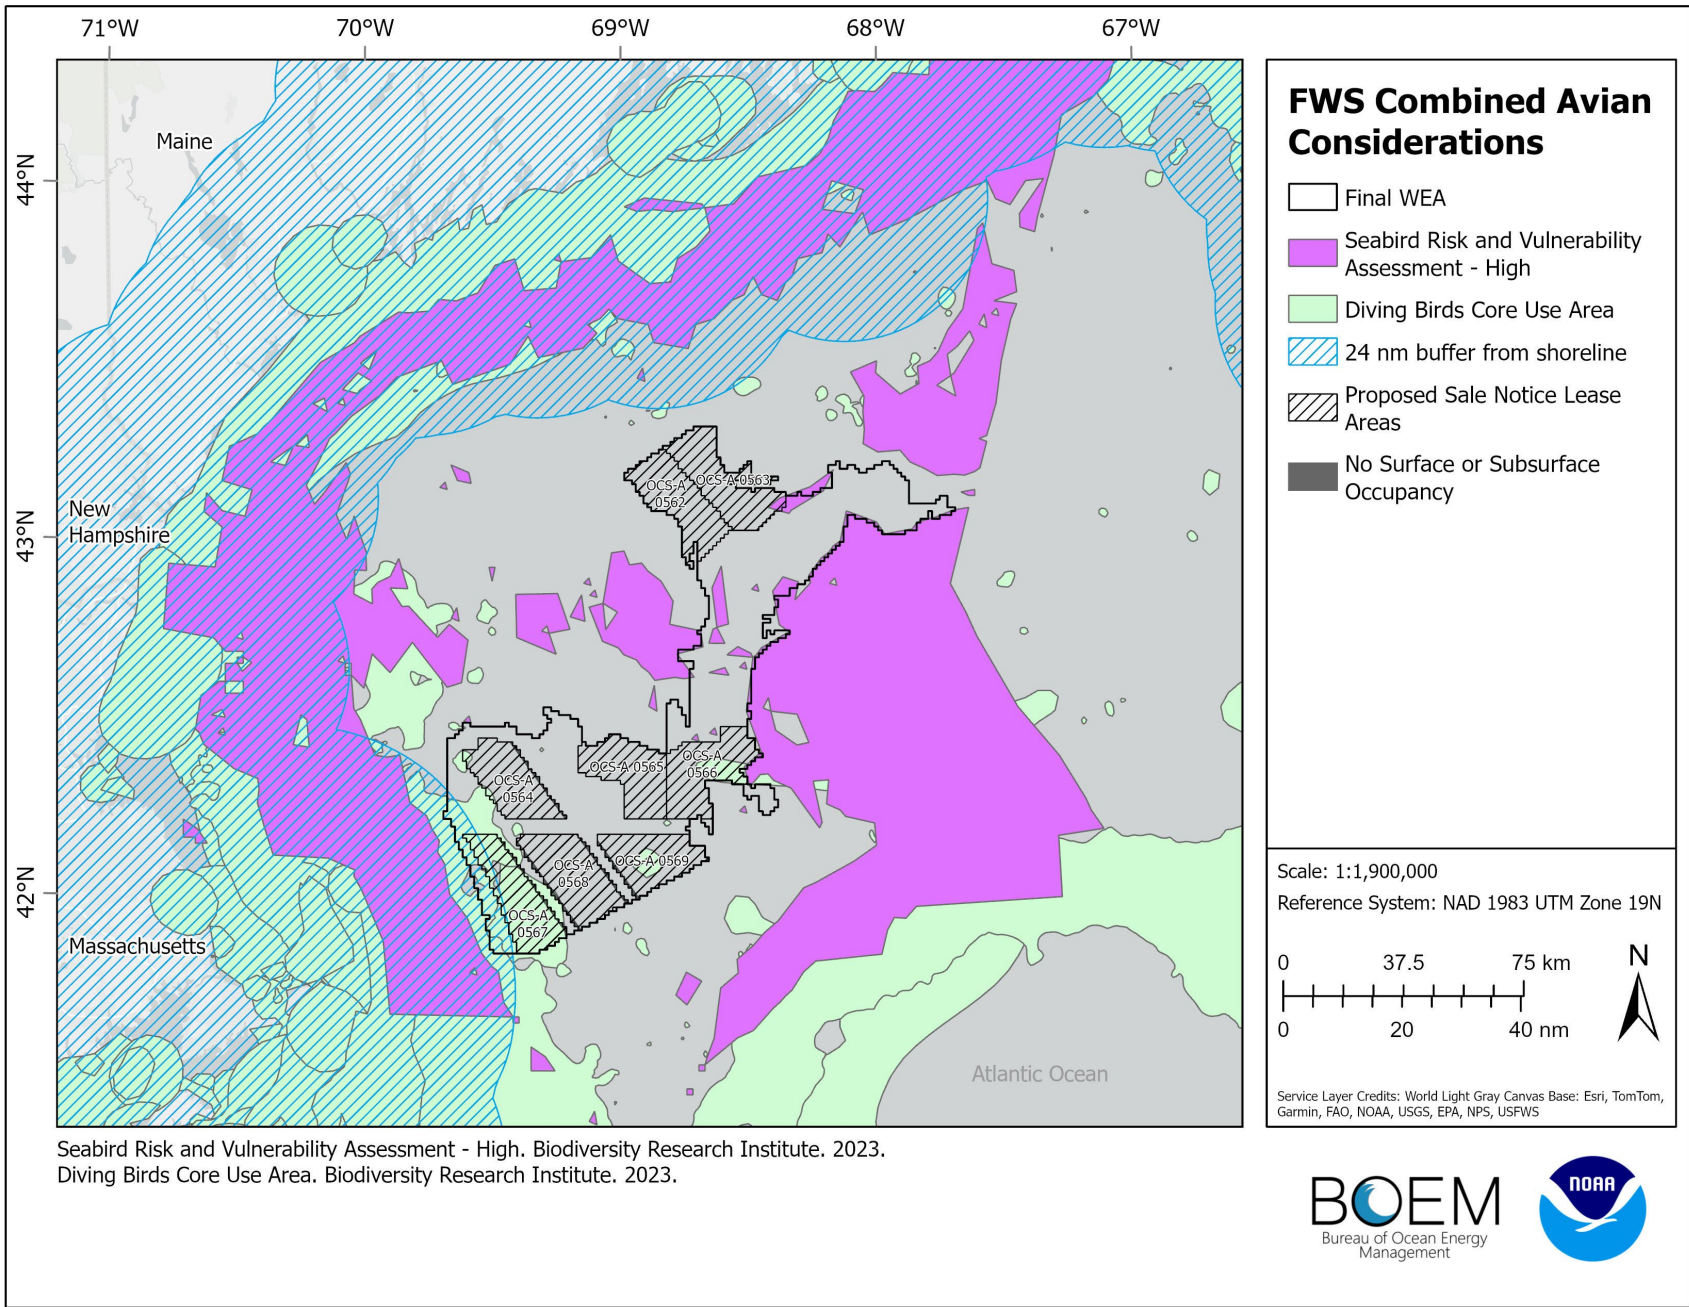 71°W 70°W 69°W 68°W 67°W
44°N
43°N
42°N
Maine
New
Hampshire
Massachusetts
OCS-A
0562
OCS-A 0563
OCS-A
0564
OCS-A 0565
OCS-A
0566
OCS-A
0567
OCS-A
0568
OCS-A 0569
Atlantic Ocean
FWS Combined Avian
Considerations
Final WEA
Seabird Risk and Vulnerability
Assessment - High
Diving Birds Core Use Area
24 nm buffer from shoreline
Proposed Sale Notice Lease
Areas
No Surface or Subsurface
Occupancy
Scale: 1:1,900,000
Reference System: NAD 1983 UTM Zone 19N
0 37.5 75 km
0 20 40 nm
N
Service Layer Credits: World Light Gray Canvas Base: Esri, TomTom,
Garmin, FAO, NOAA, USGS, EPA, NPS, USFWS
Seabird Risk and Vulnerability Assessment - High. Biodiversity Research Institute. 2023.
Diving Birds Core Use Area. Biodiversity Research Institute. 2023.
BOEM
Bureau of Ocean Energy
Management
NOAA